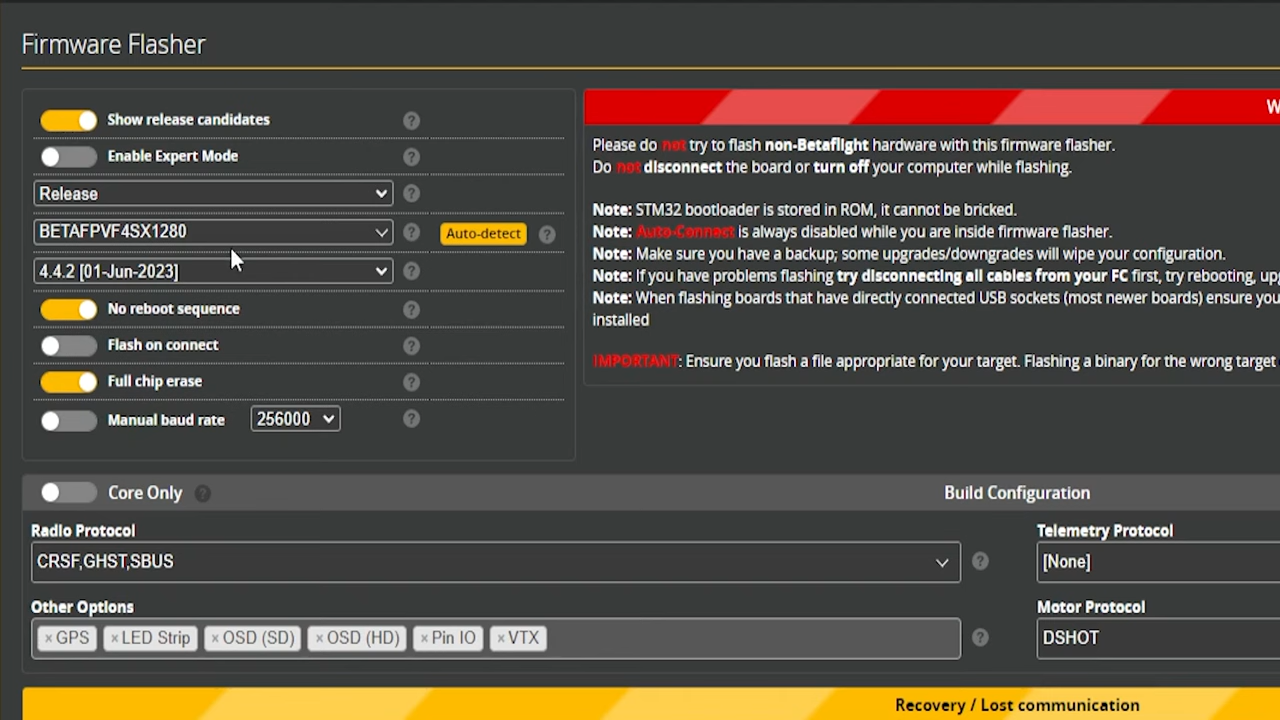 Firmware Flasher
Show release candidates
Enable Expert Mode
Release
BETAFPVF4SX1280
Auto-detect
4.4.2 [01-Jun-2023]
No reboot sequence
Flash on connect
Full chip erase
Manual baud rate
256000
W
Please do not try to flash non-Betaflight hardware with this firmware flasher.
Do not disconnect the board or turn off your computer while flashing.
Note: STM32 bootloader is stored in ROM, it cannot be bricked.
Note: Auto-Connect is always disabled while you are inside firmware flasher.
Note: Make sure you have a backup; some upgrades/downgrades will wipe your configuration.
Note: If you have problems flashing try disconnecting all cables from your FC first, try rebooting, upg
Note: When flashing boards that have directly connected USB sockets (most newer boards) ensure you
installed
IMPORTANT: Ensure you flash a file appropriate for your target. Flashing a binary for the wrong target
Core Only
Build Configuration
Radio Protocol
CRSF,GHST,SBUS
Telemetry Protocol
[None]
Other Options
× GPS × LED Strip × OSD (SD) × OSD (HD) × Pin IO × VTX
Motor Protocol
DSHOT
Recovery / Lost communication